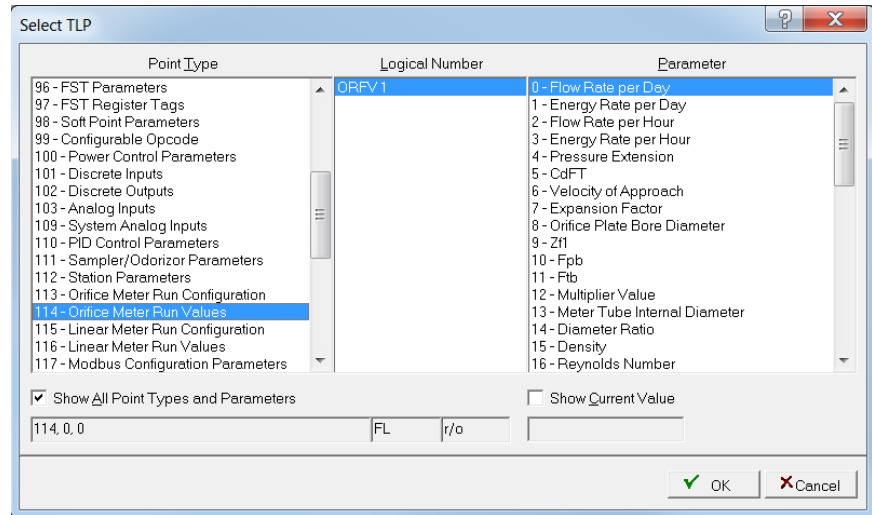 Select TLP
Point Type
Logical Number
Parameter
96 - FST Parameters
97 - FST Register Tags
98 - Soft Point Parameters
99 - Configurable Opcode
100 - Power Control Parameters
101 - Discrete Inputs
102 - Discrete Outputs
103 - Analog Inputs
109 - System Analog Inputs
110 - PID Control Parameters
111 - Sampler/Odorizor Parameters
112 - Station Parameters
113 - Orifice Meter Run Configuration
114 - Orifice Meter Run Values
115 - Linear Meter Run Configuration
116 - Linear Meter Run Values
117 - Modbus Configuration Parameters
ORFV 1
0 - Flow Rate per Day
1 - Energy Rate per Day
2 - Flow Rate per Hour
3 - Energy Rate per Hour
4 - Pressure Extension
5 - CdFT
6 - Velocity of Approach
7 - Expansion Factor
8 - Orifice Plate Bore Diameter
9 - Zf1
10 - Fpb
11 - Ftb
12 - Multiplier Value
13 - Meter Tube Internal Diameter
14 - Diameter Ratio
15 - Density
16 - Reynolds Number
Show All Point Types and Parameters
Show Current Value
114, 0, 0
FL
r/o
OK
Cancel